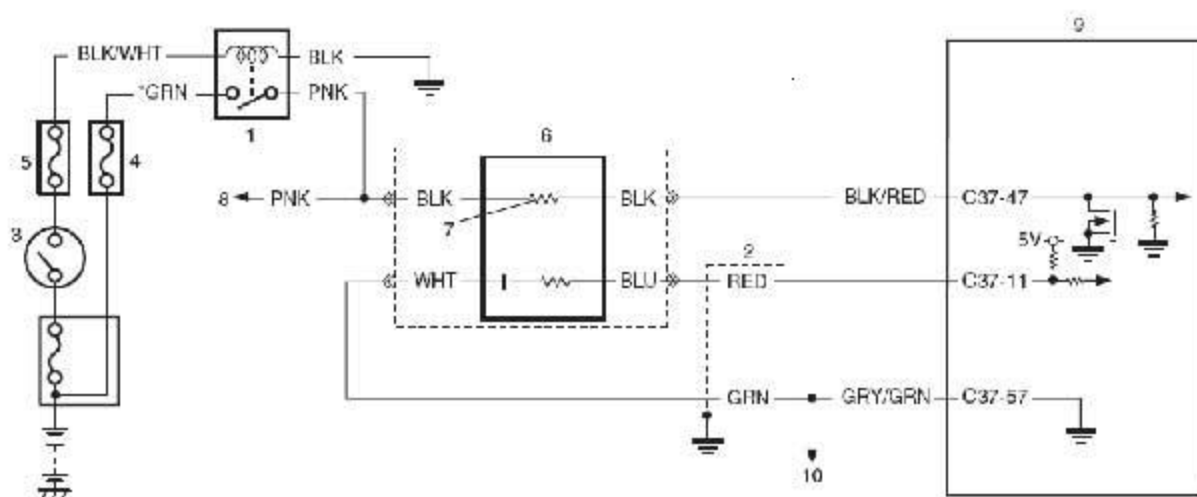 9
BLK/WHT
BLK
*GRN
PNK
1
5
4
6
8
PNK
BLK
BLK
BLK/RED
C37-47
7
3
5V
2
WHT
BLU
RED
C37-11
GRN
GRY/GRN
C37-57
10